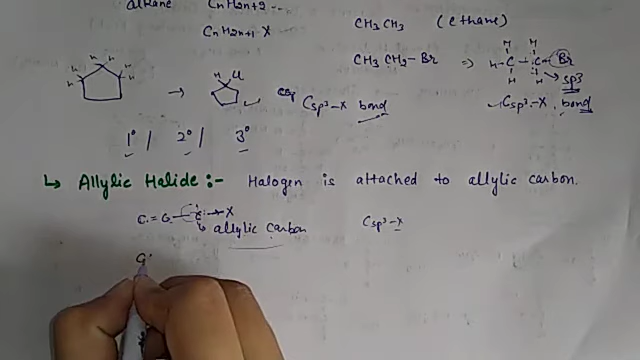 alkane CnH2n+2
CnH2n+1 X
CH3 CH3 (ethane)
CH3 CH2 - Br ⇒ H-C-C-Br
H H
H H
sp3
H H H H H → H Cl
Csp3-X bond
Csp3-X, bond
1° / 2° / 3°
↳ Allylic Halide :- Halogen is attached to allylic carbon.
C = C - C - X
↳ allylic carbon
Csp3-X
C